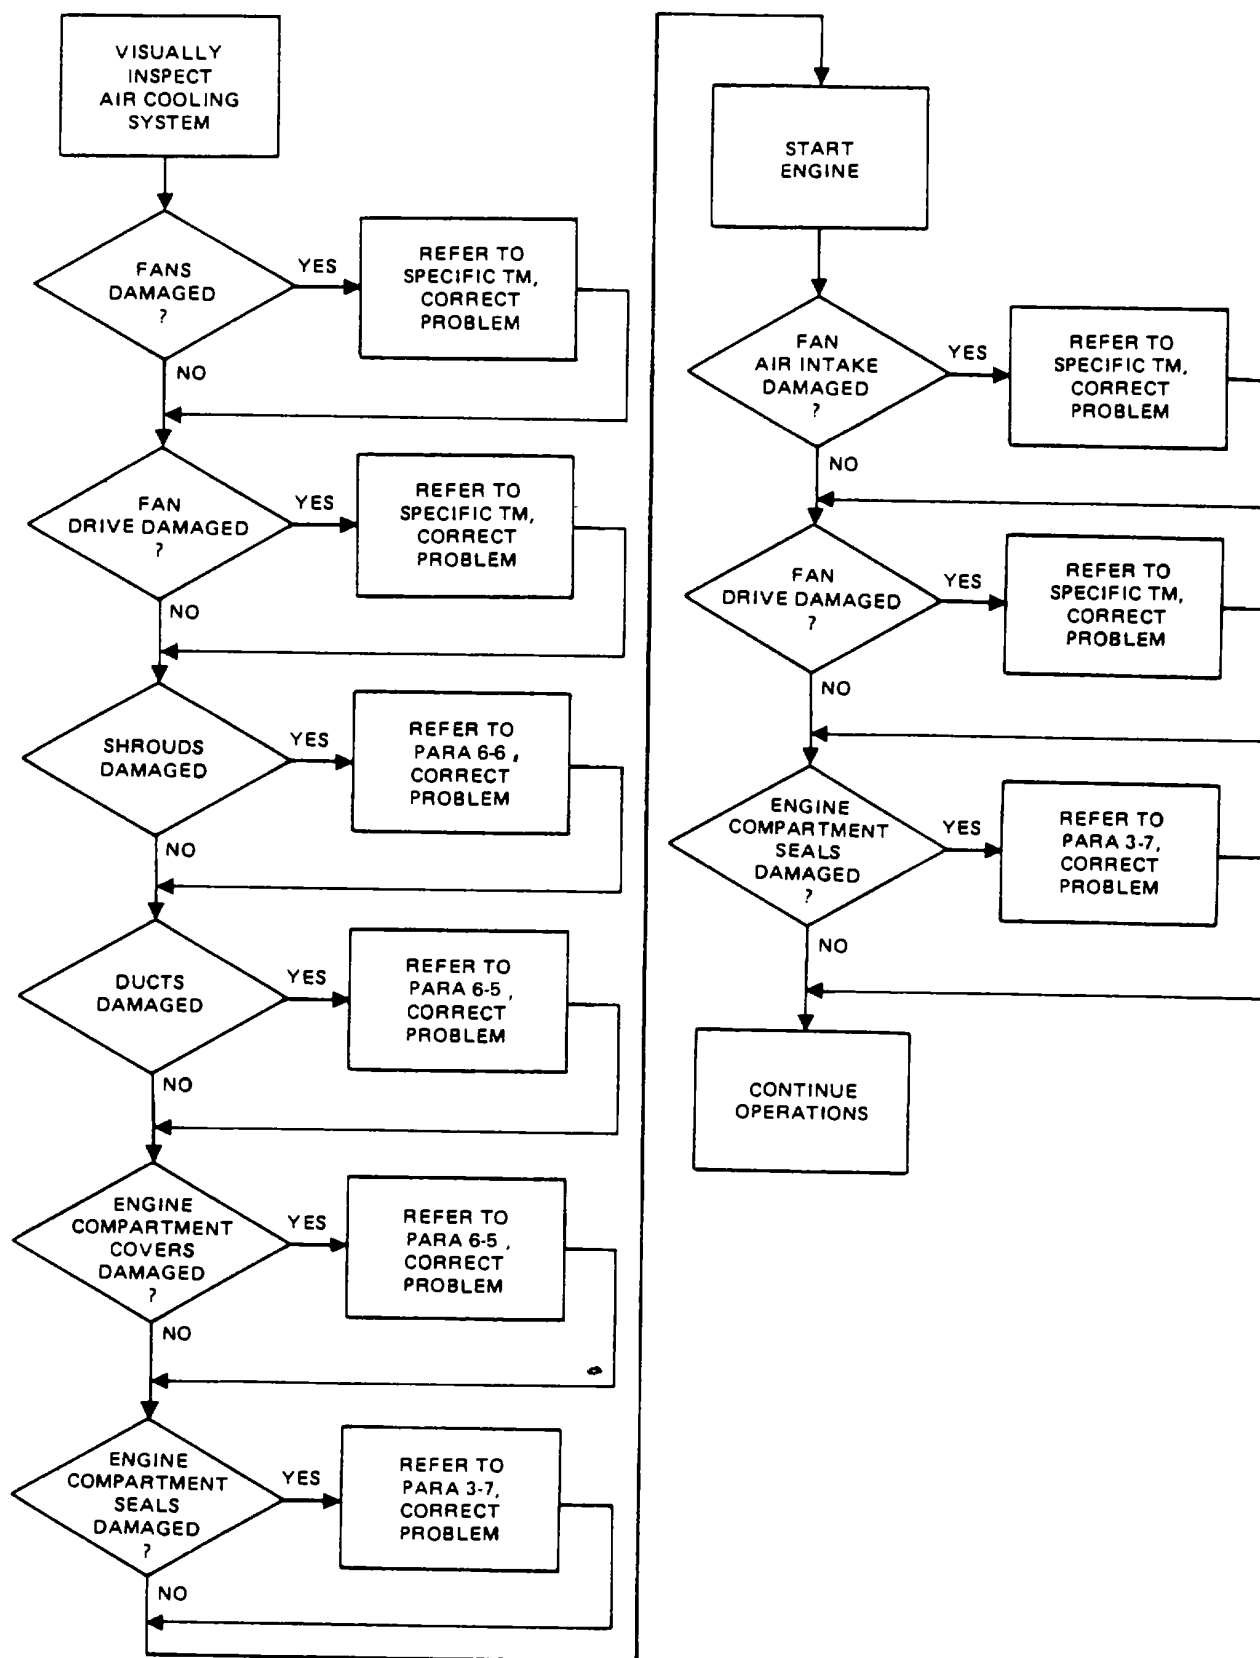 VISUALLY
INSPECT
AIR COOLING
SYSTEM
FANS
DAMAGED
?
YES
REFER TO
SPECIFIC TM,
CORRECT
PROBLEM
NO
FAN
DRIVE DAMAGED
?
YES
REFER TO
SPECIFIC TM,
CORRECT
PROBLEM
NO
SHROUDS
DAMAGED
YES
REFER TO
PARA 6-6,
CORRECT
PROBLEM
NO
DUCTS
DAMAGED
YES
REFER TO
PARA 6-5,
CORRECT
PROBLEM
NO
ENGINE
COMPARTMENT
COVERS
DAMAGED
?
YES
REFER TO
PARA 6-5,
CORRECT
PROBLEM
NO
ENGINE
COMPARTMENT
SEALS
DAMAGED
?
YES
REFER TO
PARA 3-7,
CORRECT
PROBLEM
NO
START
ENGINE
FAN
AIR INTAKE
DAMAGED
?
YES
REFER TO
SPECIFIC TM,
CORRECT
PROBLEM
NO
FAN
DRIVE DAMAGED
?
YES
REFER TO
SPECIFIC TM,
CORRECT
PROBLEM
NO
ENGINE
COMPARTMENT
SEALS
DAMAGED
?
YES
REFER TO
PARA 3-7,
CORRECT
PROBLEM
NO
CONTINUE
OPERATIONS